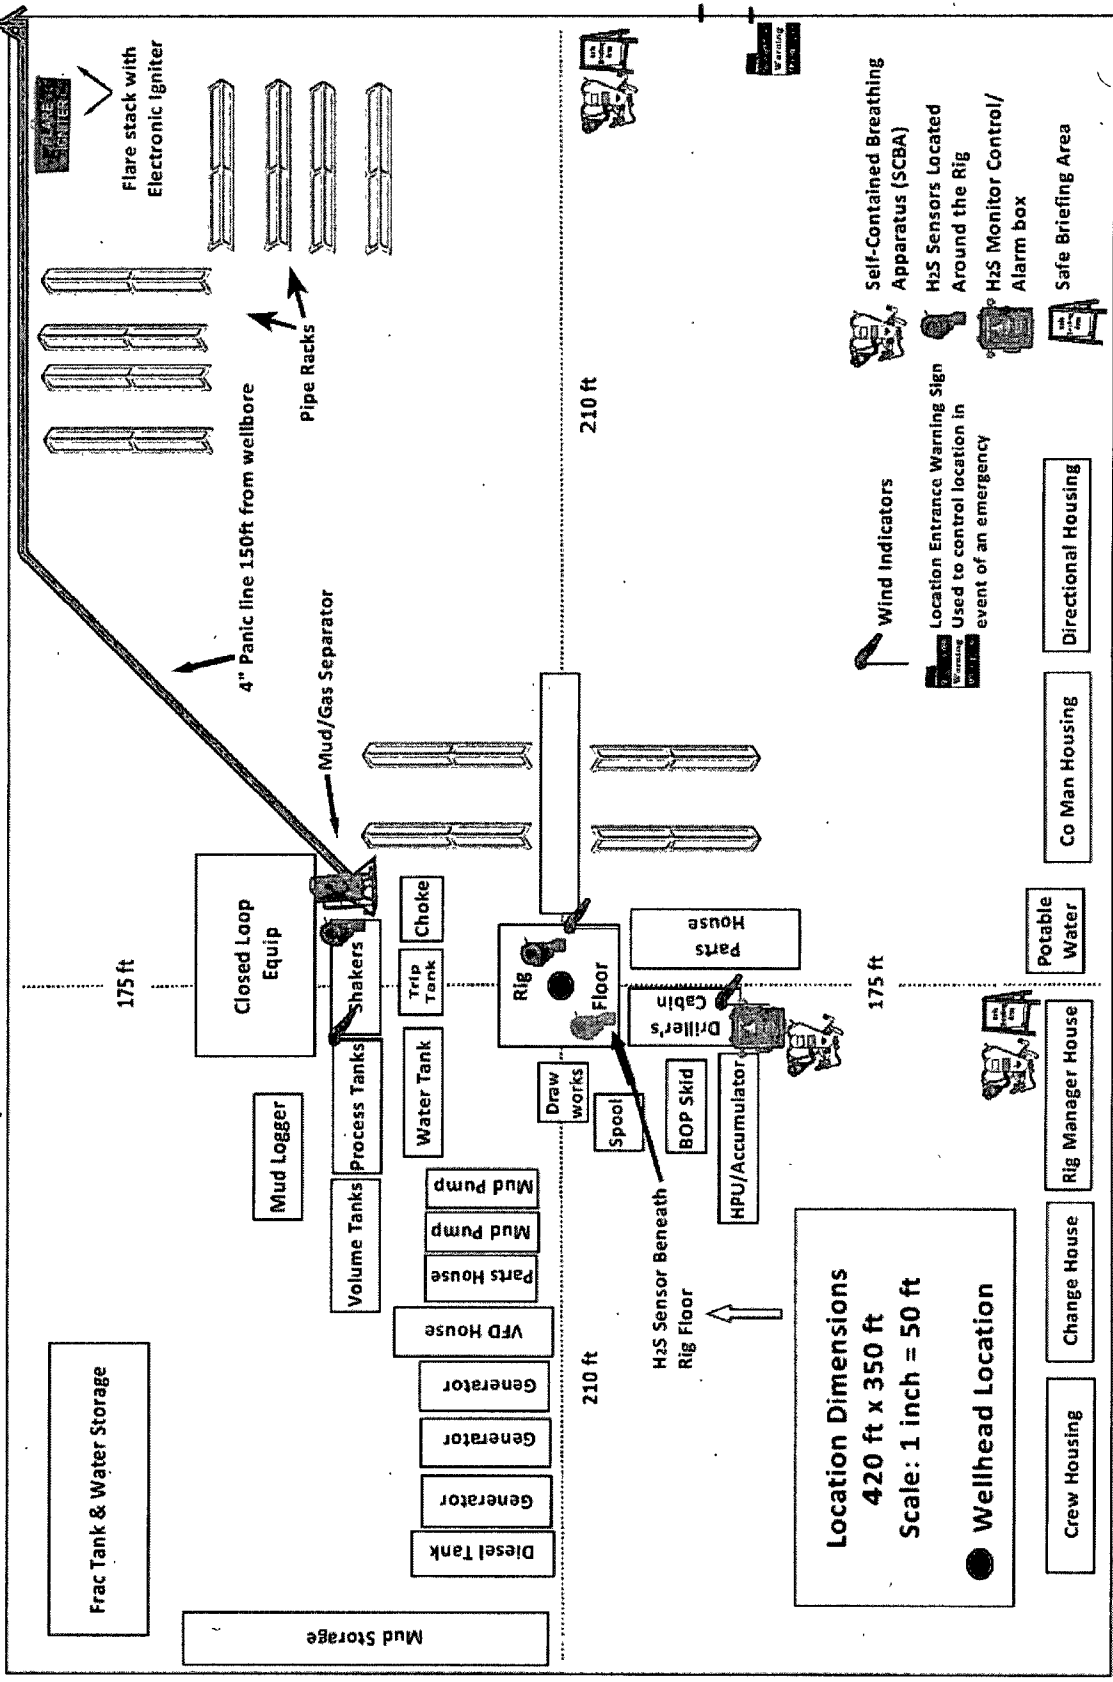 Flare stack with
Electronic Igniter
Pipe Racks
4" Panic line 150ft from wellbore
Mud/Gas Separator
175 ft
Closed Loop
Equip
Shakers
Choke
Trip
Tank
Water Tank
Process Tanks
Volume Tanks
Mud Logger
Frac Tank & Water Storage
Mud Storage
Diesel Tank
Generator
Generator
Generator
VFD House
Parts House
Mud Pump
Mud Pump
210 ft
210 ft
Rig
Floor
Draw
works
Spool
BOP Skid
HPU/Accumulator
Driller's
Cabin
Parts
House
175 ft
H2S Sensor Beneath
Rig Floor
Warning
Self-Contained Breathing
Apparatus (SCBA)
H2S Sensors Located
Around the Rig
H2S Monitor Control/
Alarm box
Safe Briefing Area
Wind Indicators
Warning
Location Entrance Warning Sign
Used to control location in
event of an emergency
Location Dimensions
420 ft x 350 ft
Scale: 1 inch = 50 ft
Wellhead Location
Crew Housing
Change House
Rig Manager House
Potable
Water
Co Man Housing
Directional Housing